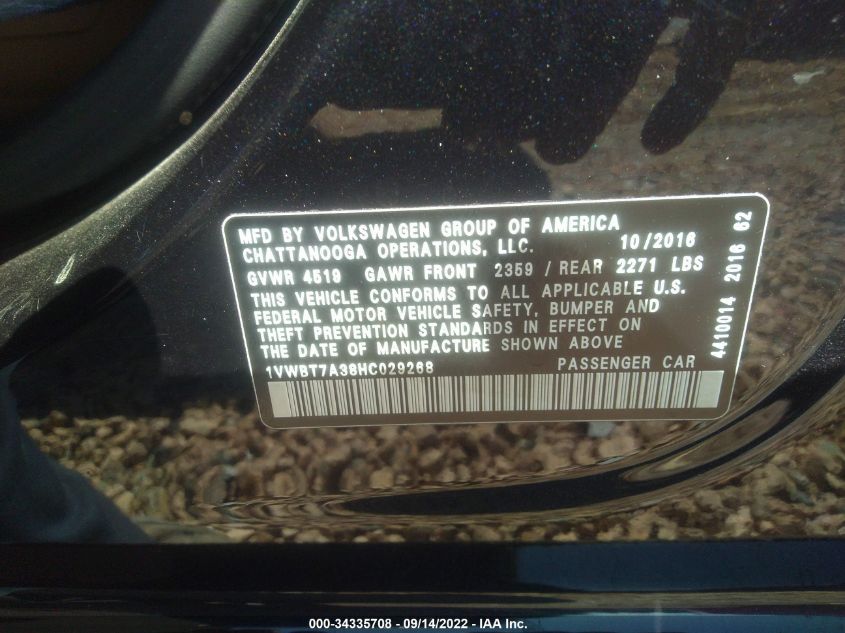 MFD BY VOLKSWAGEN GROUP OF AMERICA
CHATTANOOGA OPERATIONS, LLC. 10/2016
GVWR 4519 GAWR FRONT 2359 / REAR 2271 LBS
THIS VEHICLE CONFORMS TO ALL APPLICABLE U.S.
FEDERAL MOTOR VEHICLE SAFETY, BUMPER AND
THEFT PREVENTION STANDARDS IN EFFECT ON
THE DATE OF MANUFACTURE SHOWN ABOVE
1VWBT7A38HC029268 PASSENGER CAR
4410014 2016 62
000-34335708 - 09/14/2022 - IAA Inc.